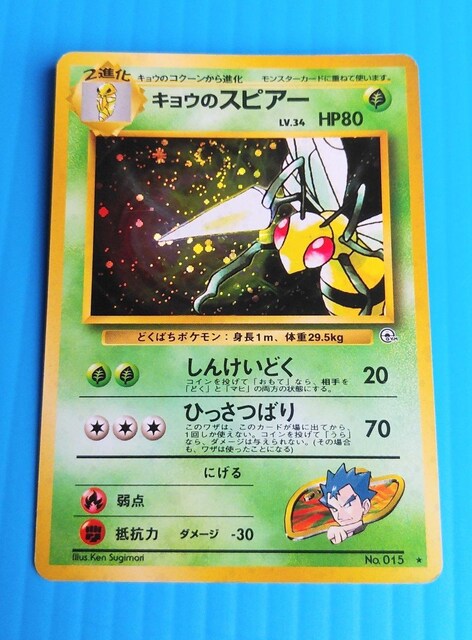 2進化 キョウのコクーンから進化 モンスターカードに重ねて使います。
キョウのスピアー
LV.34 HP80
どくばちポケモン：身長1m、体重29.5kg
しんけいどく 20
コインを投げて「おもて」なら、相手を
「どく」と「マヒ」の両方の状態にする。
ひっさつばり 70
このワザは、このカードが場に出てから、
1回しか使えない。コインを投げて「うら」
なら、ダメージは与えられない。(その場合
も、ワザは使ったことになる)
にげる
弱点
抵抗力 ダメージ -30
Illus.Ken Sugimori
No.015 ★